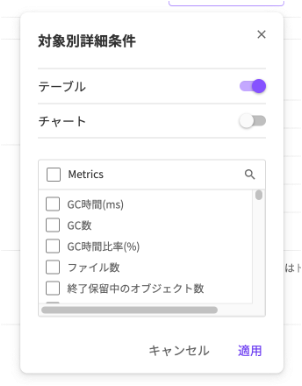 対象別詳細条件
テーブル
チャート
Metrics
GC時間(ms)
GC数
GC時間比率(%)
ファイル数
終了保留中のオブジェクト数
は
キャンセル
適用